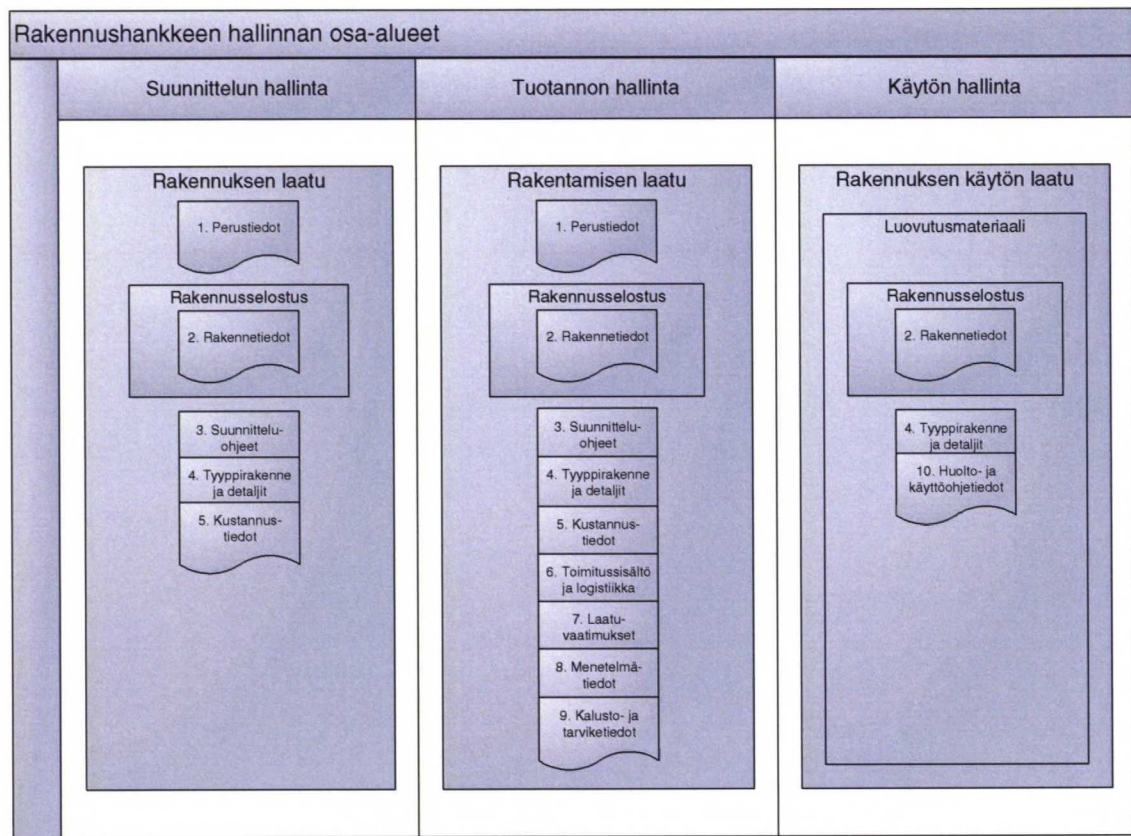 Rakennushankkeen hallinnan osa-alueet
Suunnittelun hallinta
Tuotannon hallinta
Käytön hallinta
Rakennuksen laatu
1. Perustiedot
Rakennusselostus
2. Rakennetiedot
3. Suunnittelu-
ohjeet
4. Tyyppirakenne
ja detaljit
5. Kustannus-
tiedot
Rakentamisen laatu
1. Perustiedot
Rakennusselostus
2. Rakennetiedot
3. Suunnittelu-
ohjeet
4. Tyyppirakenne
ja detaljit
5. Kustannus-
tiedot
6. Toimitussisältö
ja logistiikka
7. Laatu-
vaatimukset
8. Menetelmä-
tiedot
9. Kalusto- ja
tarviketiedot
Rakennuksen käytön laatu
Luovutusmateriaali
Rakennusselostus
2. Rakennetiedot
4. Tyyppirakenne
ja detaljit
10. Huolto- ja
käyttöohjetiedot